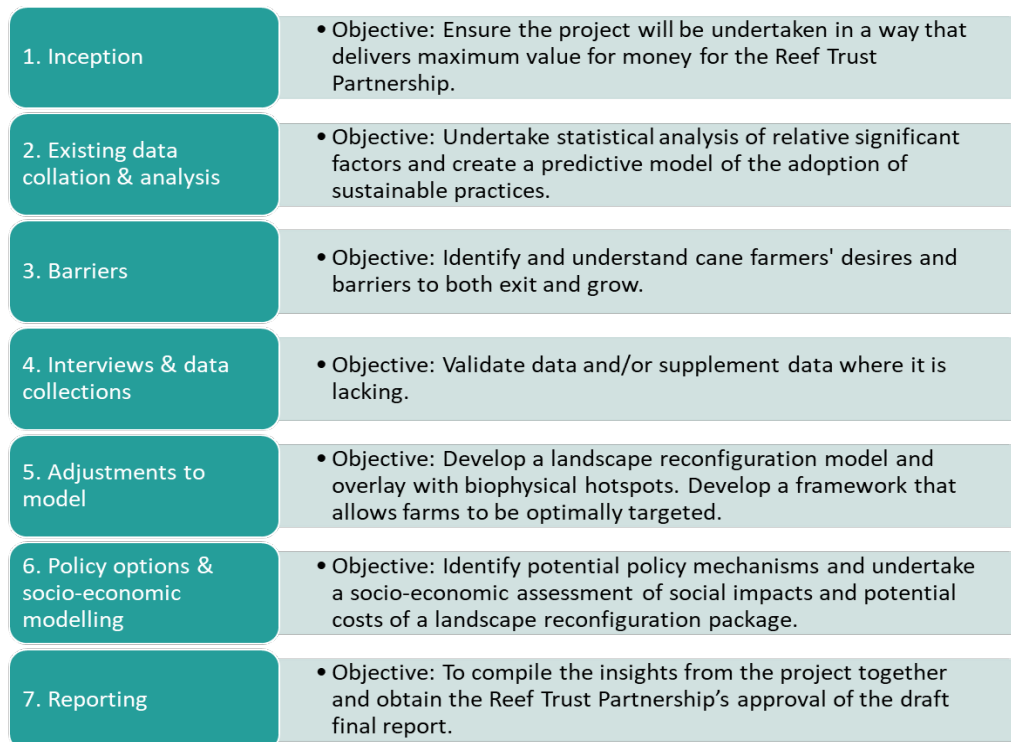 1. Inception
• Objective: Ensure the project will be undertaken in a way that
delivers maximum value for money for the Reef Trust
Partnership.
2. Existing data
collation & analysis
• Objective: Undertake statistical analysis of relative significant
factors and create a predictive model of the adoption of
sustainable practices.
3. Barriers
• Objective: Identify and understand cane farmers' desires and
barriers to both exit and grow.
4. Interviews & data
collections
• Objective: Validate data and/or supplement data where it is
lacking.
5. Adjustments to
model
• Objective: Develop a landscape reconfiguration model and
overlay with biophysical hotspots. Develop a framework that
allows farms to be optimally targeted.
6. Policy options &
socio-economic
modelling
• Objective: Identify potential policy mechanisms and undertake
a socio-economic assessment of social impacts and potential
costs of a landscape reconfiguration package.
7. Reporting
• Objective: To compile the insights from the project together
and obtain the Reef Trust Partnership’s approval of the draft
final report.